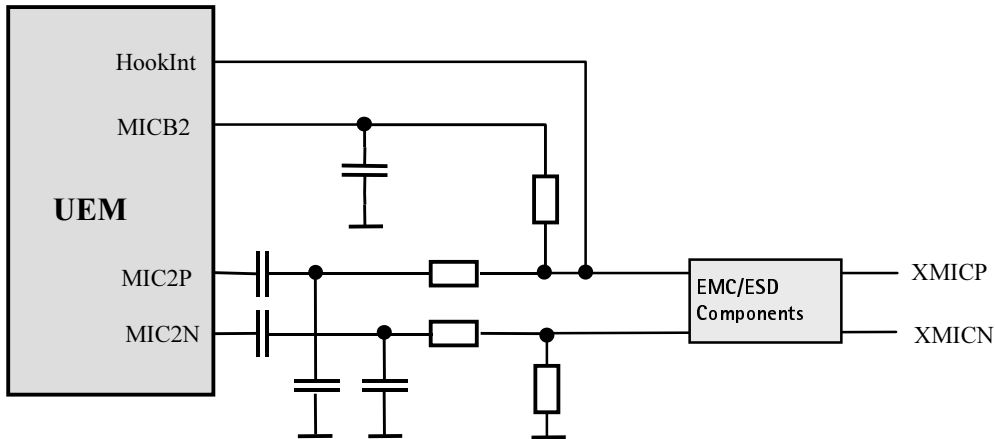 HookInt
MICB2
UEM
MIC2P
MIC2N
EMC/ESD
Components
XMICP
XMICN